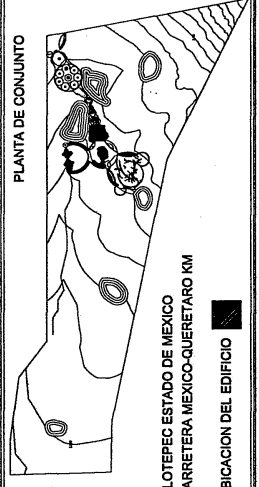 PLANTA DE CONJUNTO
LOTEPEC ESTADO DE MEXICO
ARRETERA MEXICO-QUERETARO KM
BICACION DEL EDIFICIO